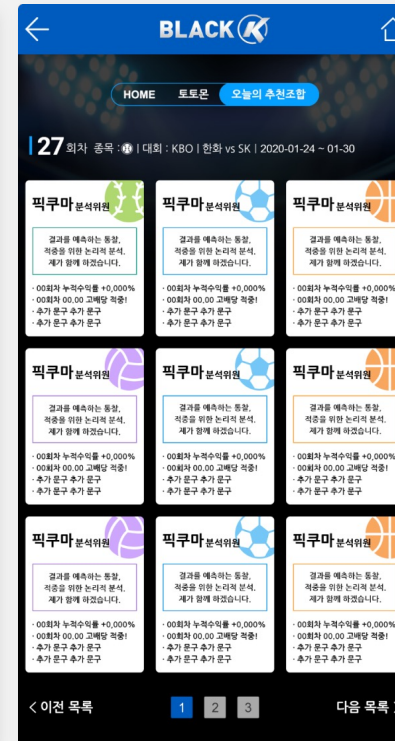 BLACK K
HOME 토토몬 오늘의 추천조합
27 회차 종목 : | 대회 : KBO | 한화 vs SK | 2020-01-24 ~ 01-30
픽쿠마 분석위원
결과를 예측하는 통찰,
적중을 위한 논리적 분석.
제가 함께 하겠습니다.
· 00회차 누적수익률 +0,000%
· 00회차 00.00 고배당 적중!
· 추가 문구 추가 문구
· 추가 문구 추가 문구
픽쿠마 분석위원
결과를 예측하는 통찰,
적중을 위한 논리적 분석.
제가 함께 하겠습니다.
· 00회차 누적수익률 +0,000%
· 00회차 00.00 고배당 적중!
· 추가 문구 추가 문구
· 추가 문구 추가 문구
픽쿠마 분석위원
결과를 예측하는 통찰,
적중을 위한 논리적 분석.
제가 함께 하겠습니다.
· 00회차 누적수익률 +0,000%
· 00회차 00.00 고배당 적중!
· 추가 문구 추가 문구
· 추가 문구 추가 문구
픽쿠마 분석위원
결과를 예측하는 통찰,
적중을 위한 논리적 분석.
제가 함께 하겠습니다.
· 00회차 누적수익률 +0,000%
· 00회차 00.00 고배당 적중!
· 추가 문구 추가 문구
· 추가 문구 추가 문구
픽쿠마 분석위원
결과를 예측하는 통찰,
적중을 위한 논리적 분석.
제가 함께 하겠습니다.
· 00회차 누적수익률 +0,000%
· 00회차 00.00 고배당 적중!
· 추가 문구 추가 문구
· 추가 문구 추가 문구
픽쿠마 분석위원
결과를 예측하는 통찰,
적중을 위한 논리적 분석.
제가 함께 하겠습니다.
· 00회차 누적수익률 +0,000%
· 00회차 00.00 고배당 적중!
· 추가 문구 추가 문구
· 추가 문구 추가 문구
픽쿠마 분석위원
결과를 예측하는 통찰,
적중을 위한 논리적 분석.
제가 함께 하겠습니다.
· 00회차 누적수익률 +0,000%
· 00회차 00.00 고배당 적중!
· 추가 문구 추가 문구
· 추가 문구 추가 문구
픽쿠마 분석위원
결과를 예측하는 통찰,
적중을 위한 논리적 분석.
제가 함께 하겠습니다.
· 00회차 누적수익률 +0,000%
· 00회차 00.00 고배당 적중!
· 추가 문구 추가 문구
· 추가 문구 추가 문구
픽쿠마 분석위원
결과를 예측하는 통찰,
적중을 위한 논리적 분석.
제가 함께 하겠습니다.
· 00회차 누적수익률 +0,000%
· 00회차 00.00 고배당 적중!
· 추가 문구 추가 문구
· 추가 문구 추가 문구
< 이전 목록 1 2 3 다음 목록 >